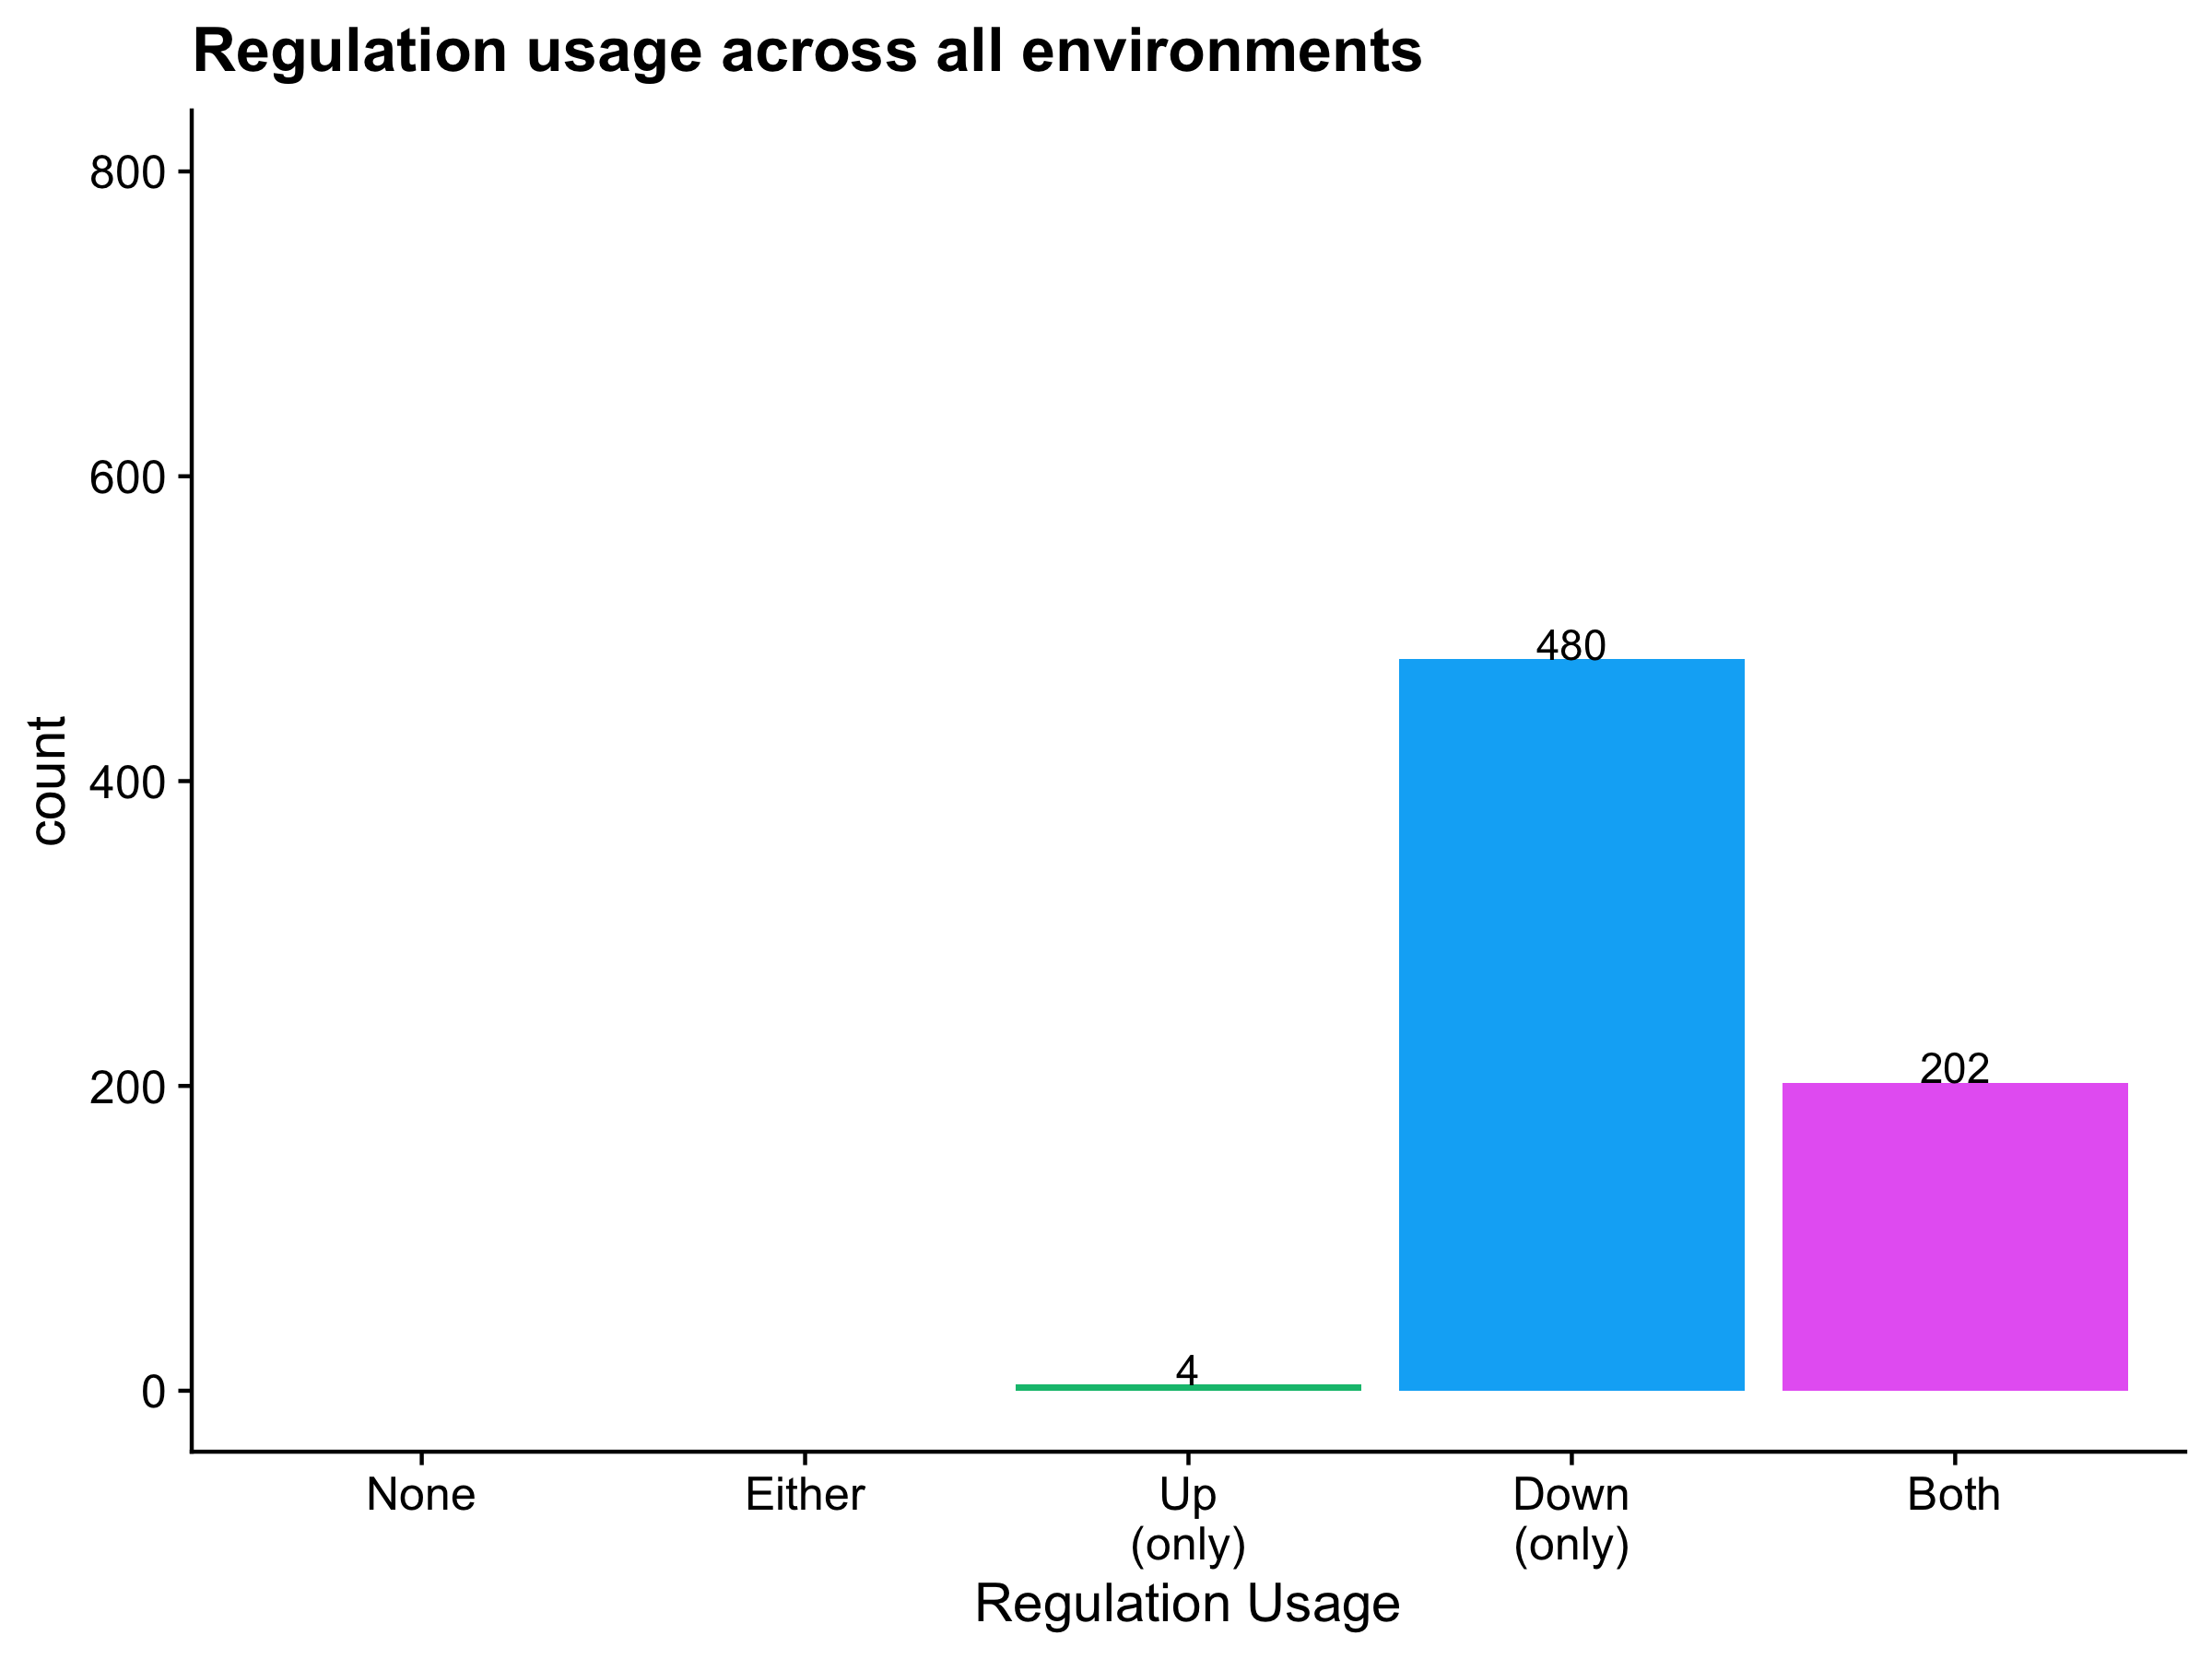 Regulation usage across all environments
800
600
400
200
0
count
480
202
4
None
Either
Up
(only)
Down
(only)
Both
Regulation Usage